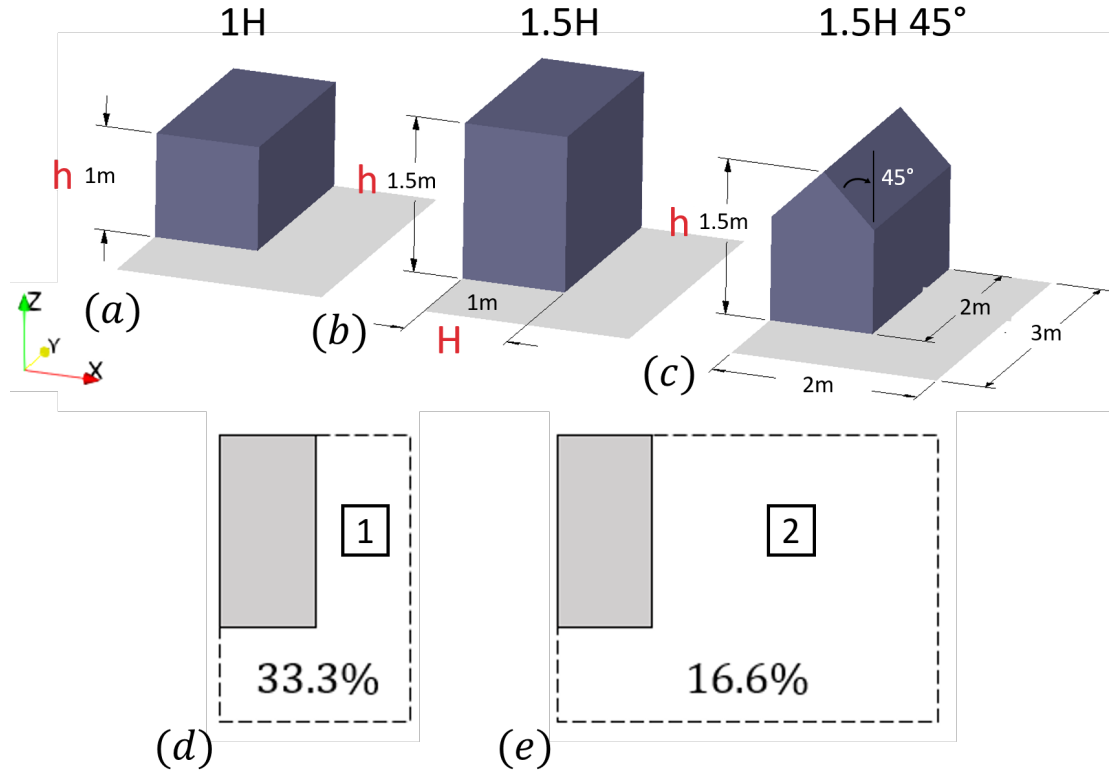 1H
1.5H
1.5H 45°
h 1m
h 1.5m
h 1.5m
45°
1m
H
2m
3m
2m
Z
Y
X
(a)
(b)
(c)
1
2
33.3%
16.6%
(d)
(e)